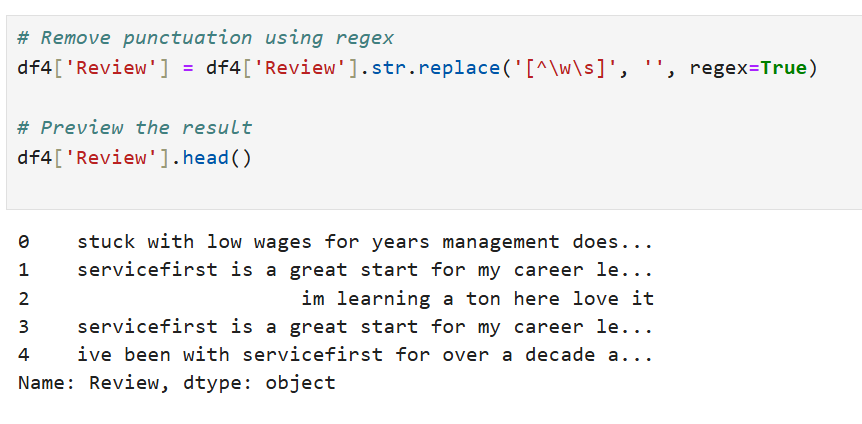 # Remove punctuation using regex
df4['Review'] = df4['Review'].str.replace('[^\w\s]', '', regex=True)
# Preview the result
df4['Review'].head()
0    stuck with low wages for years management does...
1    servicefirst is a great start for my career le...
2                       im learning a ton here love it
3    servicefirst is a great start for my career le...
4    ive been with servicefirst for over a decade a...
Name: Review, dtype: object